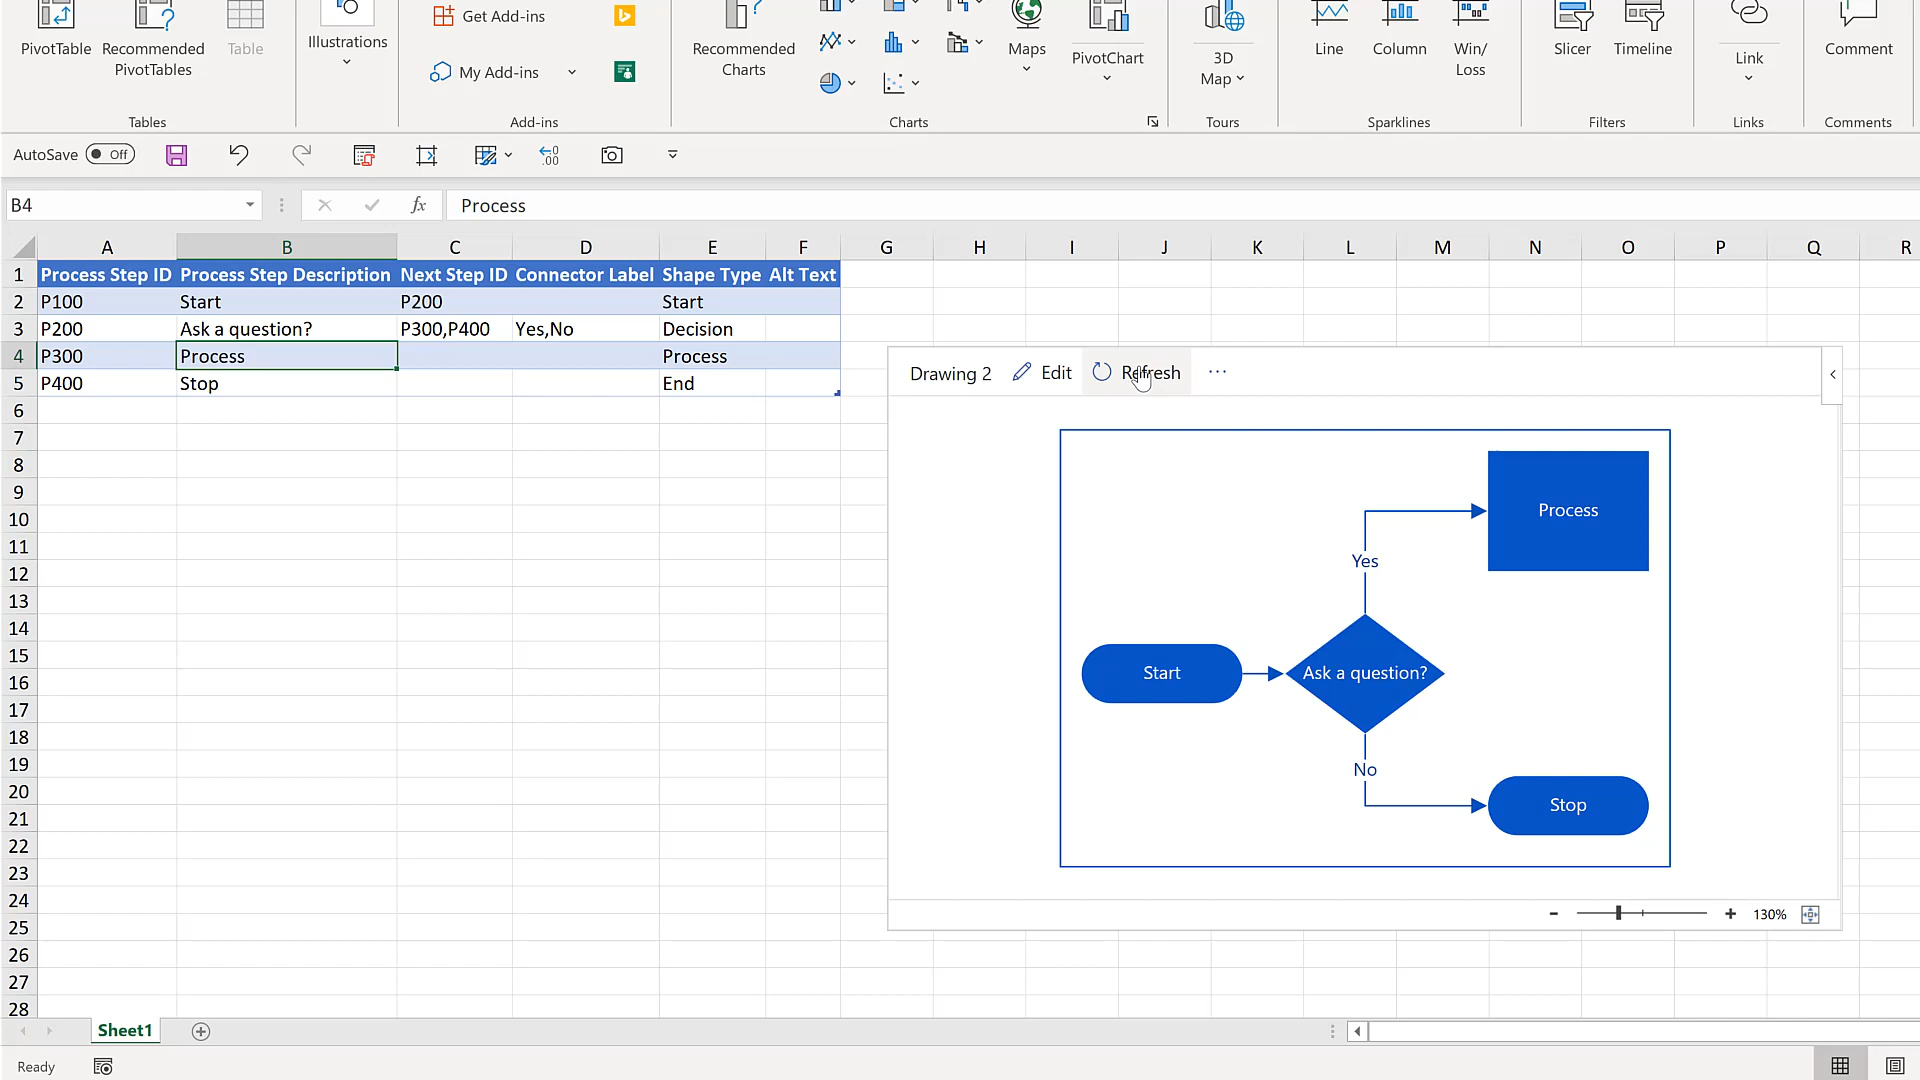 PivotTable
Recommended
PivotTables
Table
Illustrations
Get Add-ins
My Add-ins
Recommended
Charts
Maps
PivotChart
3D
Map
Line
Column
Win/
Loss
Slicer
Timeline
Link
Comment
Tables
Add-ins
Charts
Tours
Sparklines
Filters
Links
Comments
AutoSave Off
←0
.00
B4
fx
Process
A B C D E F G H I J K L M N O P Q R
1 Process Step ID Process Step Description Next Step ID Connector Label Shape Type Alt Text
2 P100 Start P200 Start
3 P200 Ask a question? P300,P400 Yes,No Decision
4 P300 Process Process
5 P400 Stop End
6
7
8
9
10
11
12
13
14
15
16
17
18
19
20
21
22
23
24
25
26
27
28
Drawing 2 Edit Refresh ...
Process
Yes
Start
Ask a question?
No
Stop
- + 130%
Sheet1
Ready